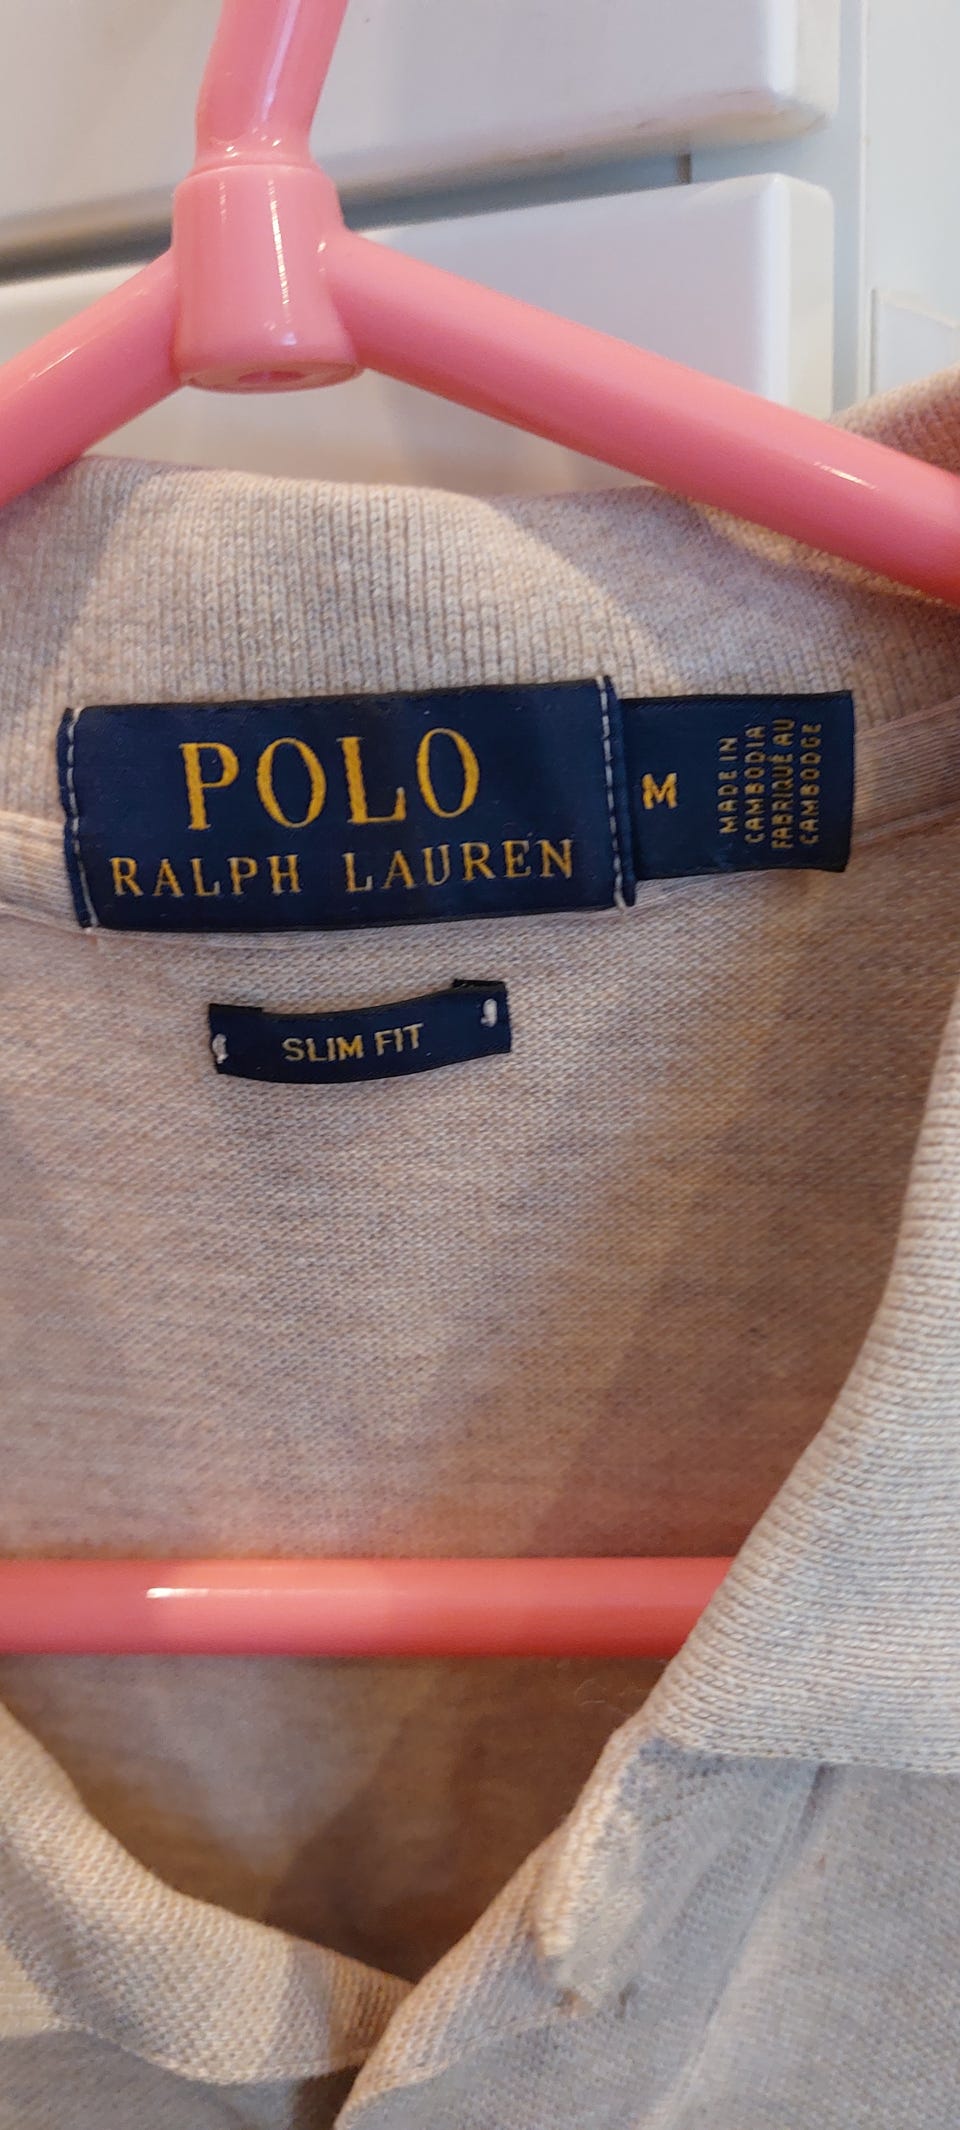 POLO
RALPH LAUREN
M
MADE IN
CAMBODIA
FABRIQUÉ AU
CAMBODGE
SLIM FIT